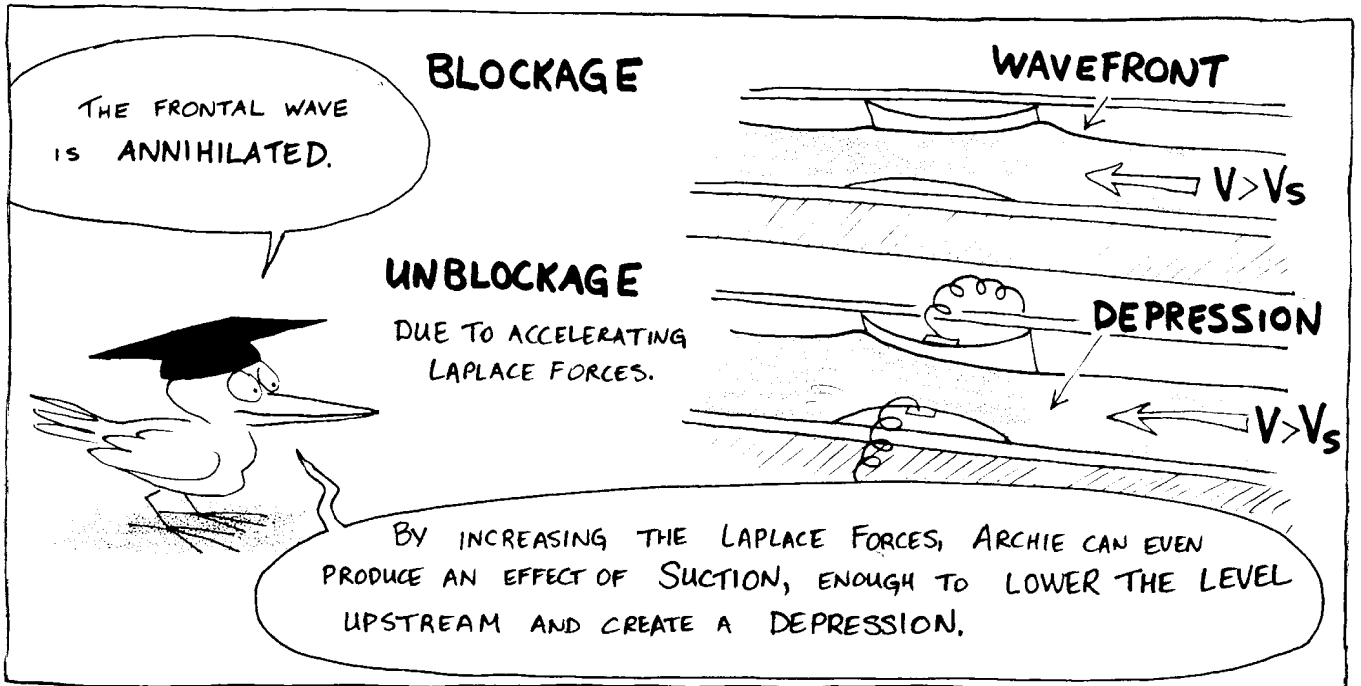 THE FRONTAL WAVE
IS ANNIHILATED.
BLOCKAGE
WAVEFRONT
V>Vs
UNBLOCKAGE
DUE TO ACCELERATING
LAPLACE FORCES.
DEPRESSION
V>Vs
BY INCREASING THE LAPLACE FORCES, ARCHIE CAN EVEN
PRODUCE AN EFFECT OF SUCTION, ENOUGH TO LOWER THE LEVEL
UPSTREAM AND CREATE A DEPRESSION.